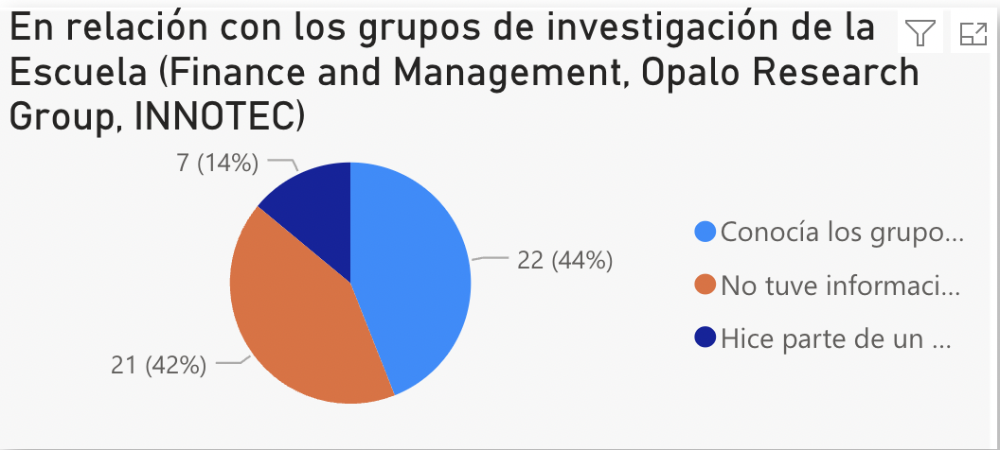 En relación con los grupos de investigación de la
Escuela (Finance and Management, Opalo Research
Group, INNOTEC)
7 (14%)
22 (44%)
21 (42%)
Conocía los grupo...
No tuve informaci...
Hice parte de un ...